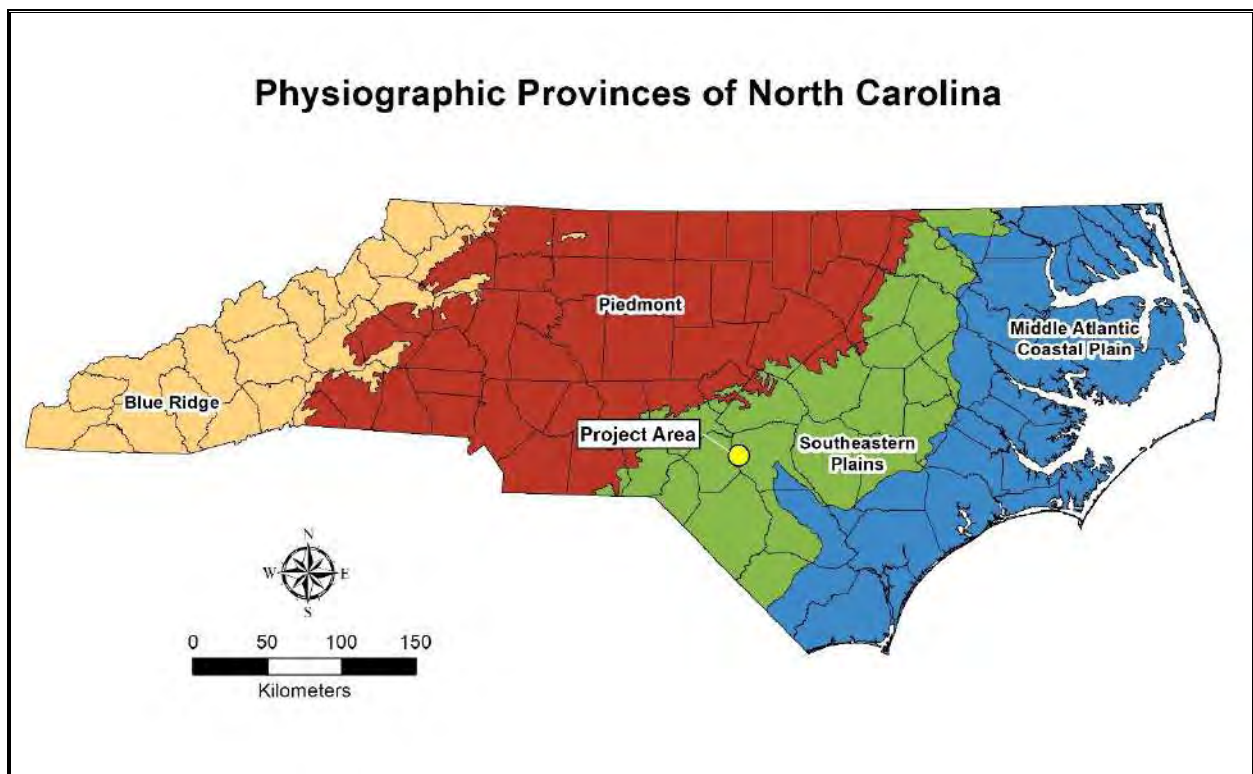 Physiographic Provinces of North Carolina
Piedmont
Middle Atlantic
Coastal Plain
Blue Ridge
Project Area
Southeastern
Plains
N
W E
S
0 50 100 150
Kilometers